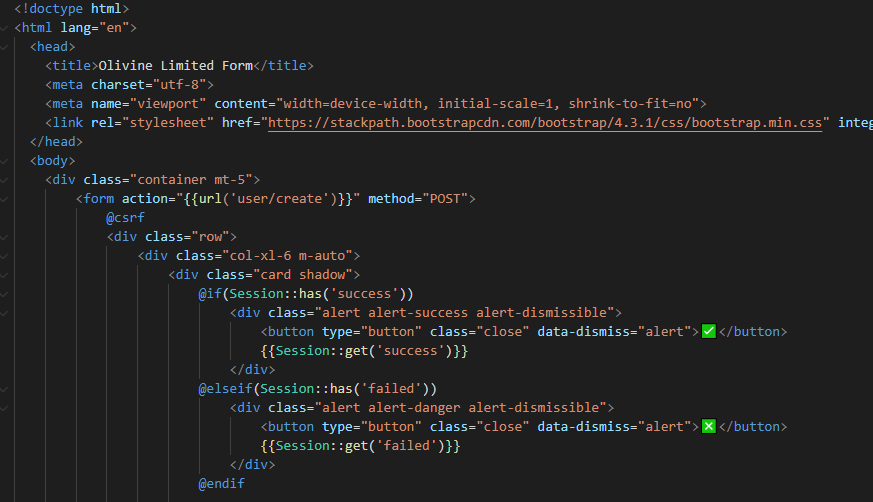 <!doctype html>
<html lang="en">
<head>
<title>Olivine Limited Form</title>
<meta charset="utf-8">
<meta name="viewport" content="width=device-width, initial-scale=1, shrink-to-fit=no">
<link rel="stylesheet" href="https://stackpath.bootstrapcdn.com/bootstrap/4.3.1/css/bootstrap.min.css" integ
</head>
<body>
<div class="container mt-5">
<form action="{{url('user/create')}}" method="POST">
@csrf
<div class="row">
<div class="col-xl-6 m-auto">
<div class="card shadow">
@if(Session::has('success'))
<div class="alert alert-success alert-dismissible">
<button type="button" class="close" data-dismiss="alert">✅</button>
{{Session::get('success')}}
</div>
@elseif(Session::has('failed'))
<div class="alert alert-danger alert-dismissible">
<button type="button" class="close" data-dismiss="alert">❎</button>
{{Session::get('failed')}}
</div>
@endif